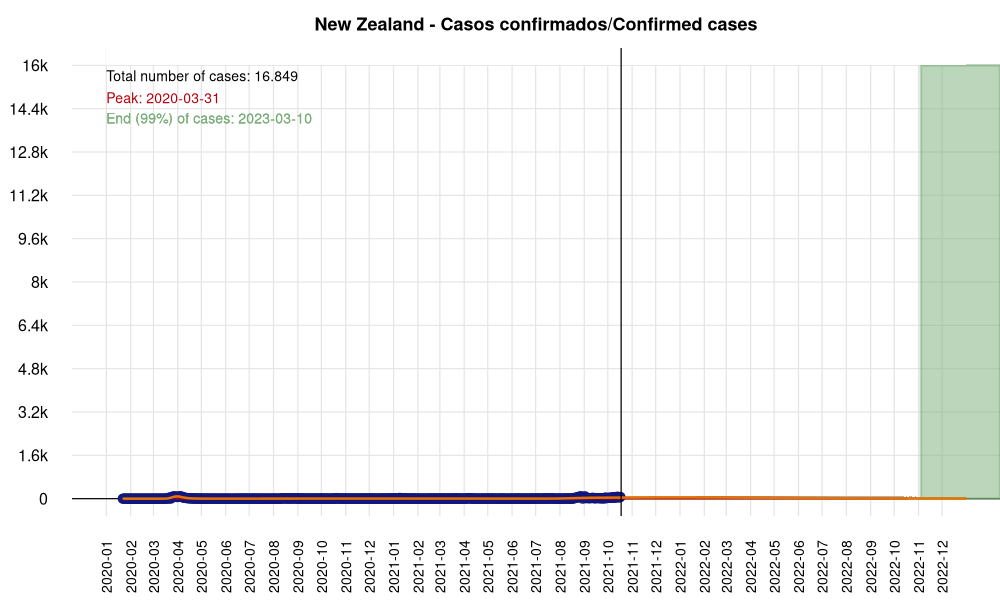 New Zealand - Casos confirmados/Confirmed cases
Total number of cases: 16.849
Peak: 2020-03-31
End (99%) of cases: 2023-03-10
16k
14.4k
12.8k
11.2k
9.6k
8k
6.4k
4.8k
3.2k
1.6k
0
2020-01
2020-02
2020-03
2020-04
2020-05
2020-06
2020-07
2020-08
2020-09
2020-10
2020-11
2020-12
2021-01
2021-02
2021-03
2021-04
2021-05
2021-06
2021-07
2021-08
2021-09
2021-10
2021-11
2021-12
2022-01
2022-02
2022-03
2022-04
2022-05
2022-06
2022-07
2022-08
2022-09
2022-10
2022-11
2022-12